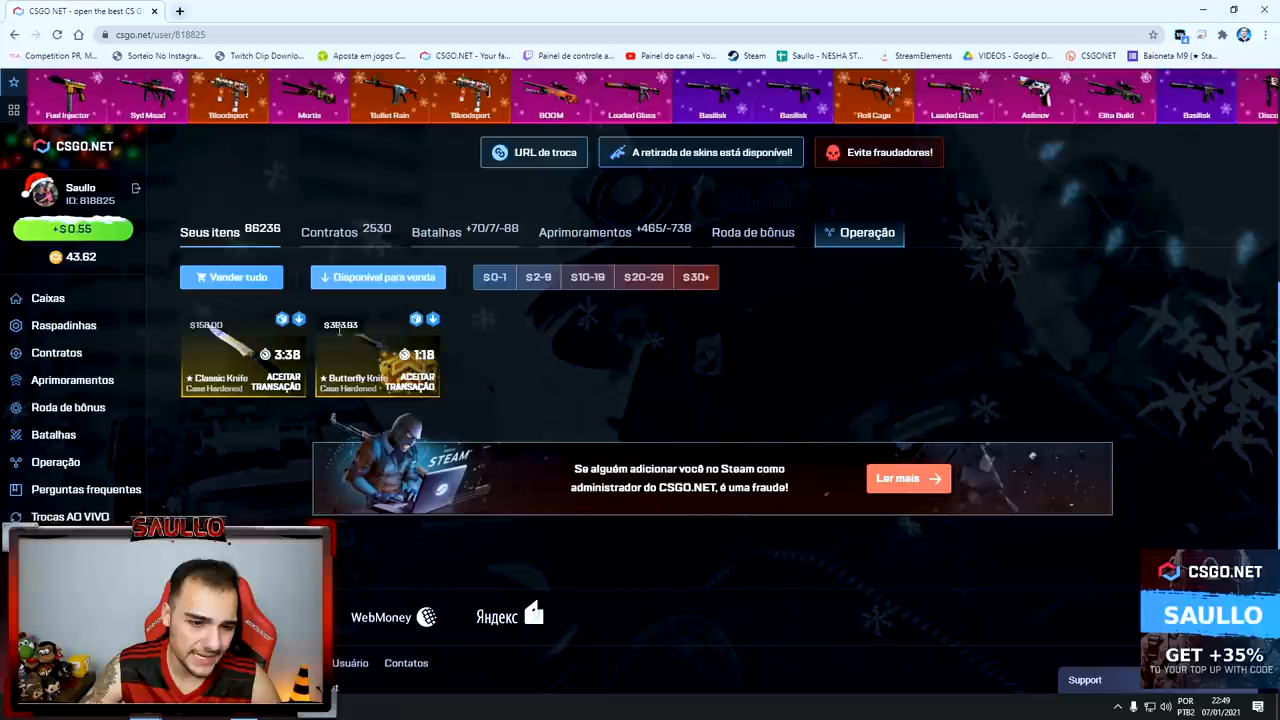 CSGO NET - open the best CS G
csgo.net/user/818825
Competition PR, M...
Sorteio No Instagra...
Twitch Clip Downlo...
Aposta em jogos C...
CSGO.NET - Your fa...
Painel de controle a...
Painel do canal - Yo...
Steam
Saullo - NESHA ST...
StreamElements
VIDEOS - Google D...
CSGONET
Baioneta M9 (★ Sta...
Fuel Injector
Syd Mead
Bloodsport
Mortis
Bullet Rain
Bloodsport
BOOM
Loaded Glass
Basilisk
Basilisk
Roll Cage
Loaded Glass
Asiimov
Elite Build
Basilisk
CSGO.NET
URL de troca
A retirada de skins está disponível!
Evite fraudadores!
Saullo
ID: 818825
+$0.55
43.62
Seus itens 86236
Contratos 2530
Batalhas +70/7/-88
Aprimoramentos +465/-738
Roda de bônus
Operação
Vender tudo
Disponível para venda
$0-1
$2-9
$10-19
$20-29
$30+
Caixas
Raspadinhas
Contratos
Aprimoramentos
Roda de bônus
Batalhas
Operação
Perguntas frequentes
Trocas AO VIVO
3:38
★ Classic Knife
Case Hardened
ACEITAR
TRANSAÇÃO
1:18
★ Butterfly Knife
Case Hardened
ACEITAR
TRANSAÇÃO
STEAM
Se alguém adicionar você no Steam como
administrador do CSGO.NET, é uma fraude!
Ler mais
SAULLO
WebMoney
Яндекс
Usuário
Contatos
CSGO.NET
SAULLO
GET +35%
TO YOUR TOP UP WITH CODE
Support
POR
PTB2
22:49
07/01/2021